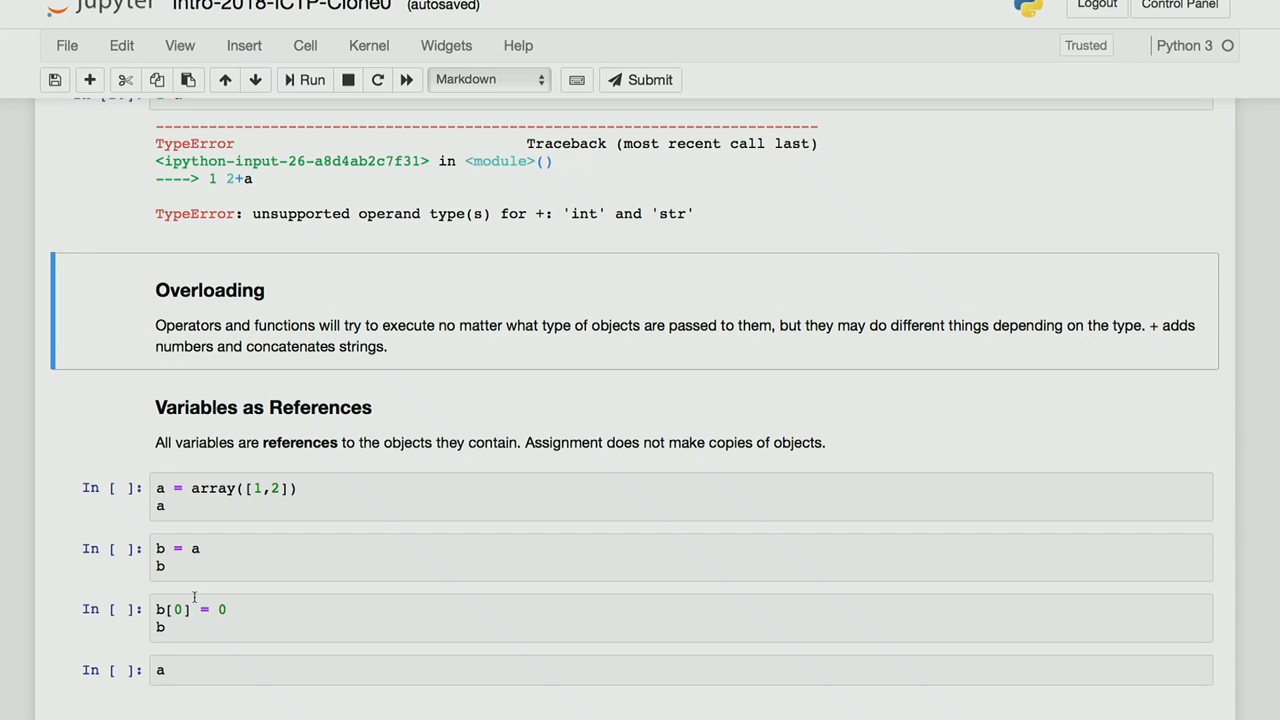 jupyter Intro-2018-ICTP-Clone0 (autosaved) Logout Control Panel
File Edit View Insert Cell Kernel Widgets Help Trusted Python 3
Run Markdown Submit
TypeError Traceback (most recent call last)
<ipython-input-26-a8d4ab2c7f31> in <module>()
----> 1 2+a
TypeError: unsupported operand type(s) for +: 'int' and 'str'
Overloading
Operators and functions will try to execute no matter what type of objects are passed to them, but they may do different things depending on the type. + adds
numbers and concatenates strings.
Variables as References
All variables are references to the objects they contain. Assignment does not make copies of objects.
In [ ]: a = array([1,2])
a
In [ ]: b = a
b
In [ ]: b[0] = 0
b
In [ ]: a